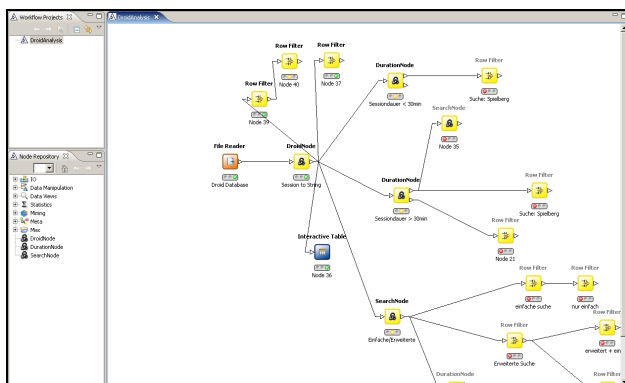 Workflow Projects
DroidAnalysis
DroidAnalysis
Node Repository
IO
Data Manipulation
Data Views
Statistics
Mining
Meta
Misc
DroidNode
DurationNode
SearchNode
Row Filter
Node 40
Row Filter
Node 37
Row Filter
Node 39
DurationNode
Sessiondauer < 30min
Row Filter
Suche: Spielberg
SearchNode
Node 35
File Reader
Droid Database
DroidNode
Session to String
DurationNode
Sessiondauer > 30min
Row Filter
Suche: Spielberg
Row Filter
Node 21
Interactive Table
Node 36
SearchNode
Einfache/Erweiterte
Row Filter
einfache suche
Row Filter
nur einfach
Row Filter
Erweiterte Suche
Row Filter
erweitert + ein
DurationNode
Row Filter